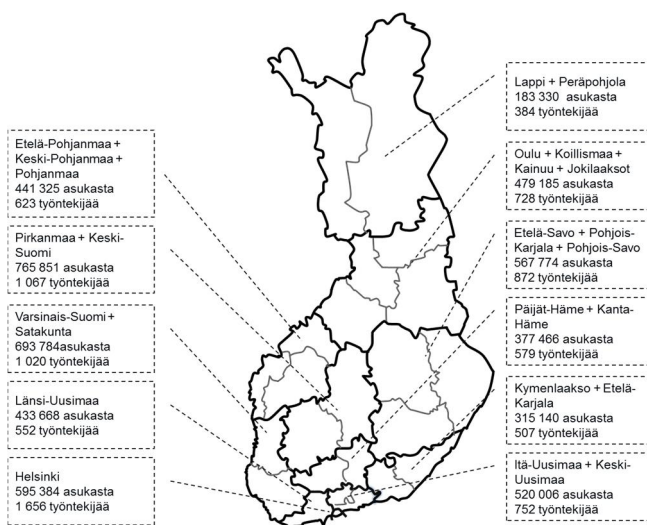 Etelä-Pohjanmaa +
Keski-Pohjanmaa +
Pohjanmaa
441 325 asukasta
623 työntekijää
Pirkanmaa + Keski-
Suomi
765 851 asukasta
1 067 työntekijää
Varsinais-Suomi +
Satakunta
693 784asukasta
1 020 työntekijää
Länsi-Uusimaa
433 668 asukasta
552 työntekijää
Helsinki
595 384 asukasta
1 656 työntekijää
Lappi + Peräpohjola
183 330 asukasta
384 työntekijää
Oulu + Koillismaa +
Kainuu + Jokilaaksot
479 185 asukasta
728 työntekijää
Etelä-Savo + Pohjois-
Karjala + Pohjois-Savo
567 774 asukasta
872 työntekijää
Päijät-Häme + Kanta-
Häme
377 466 asukasta
579 työntekijää
Kymenlaakso + Etelä-
Karjala
315 140 asukasta
507 työntekijää
Itä-Uusimaa + Keski-
Uusimaa
520 006 asukasta
752 työntekijää